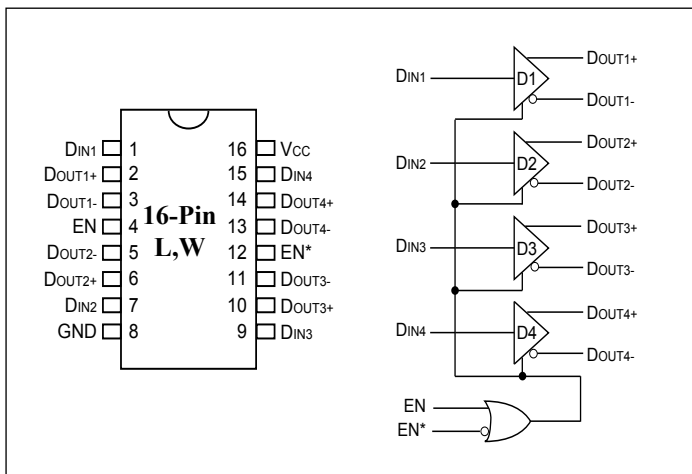 DIN1 1
DOUT1+ 2
DOUT1- 3
EN 4
DOUT2- 5
DOUT2+ 6
DIN2 7
GND 8
16-Pin
L,W
16 VCC
15 DIN4
14 DOUT4+
13 DOUT4-
12 EN*
11 DOUT3-
10 DOUT3+
9 DIN3
DIN1 D1 DOUT1+
DOUT1-
DIN2 D2 DOUT2+
DOUT2-
DIN3 D3 DOUT3+
DOUT3-
DIN4 D4 DOUT4+
DOUT4-
EN
EN*